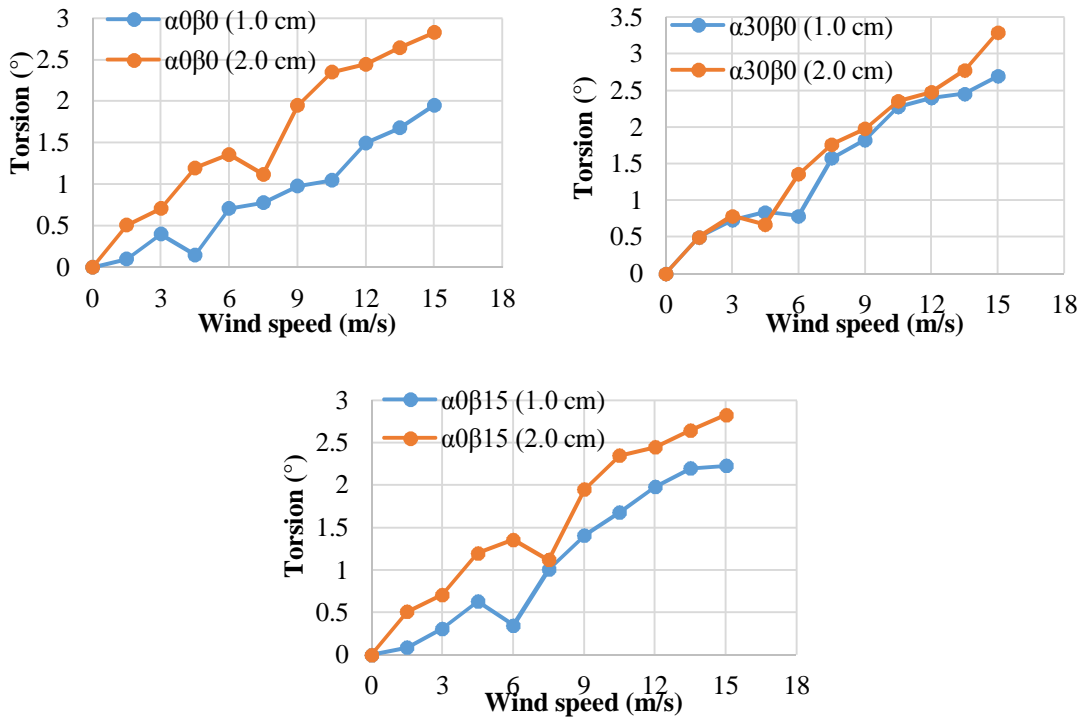 α0β0 (1.0 cm)
α0β0 (2.0 cm)
Torsion (°)
3
2.5
2
1.5
1
0.5
0
0 3 6 9 12 15 18
Wind speed (m/s)
α30β0 (1.0 cm)
α30β0 (2.0 cm)
Torsion (°)
3.5
3
2.5
2
1.5
1
0.5
0
0 3 6 9 12 15 18
Wind speed (m/s)
α0β15 (1.0 cm)
α0β15 (2.0 cm)
Torsion (°)
3
2.5
2
1.5
1
0.5
0
0 3 6 9 12 15 18
Wind speed (m/s)